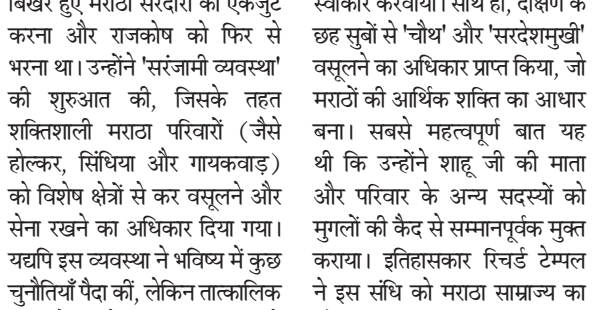 बिखरे हुए मराठा सरदारों को एकजुट
करना और राजकोष को फिर से
भरना था। उन्होंने 'सरंजामी व्यवस्था'
की शुरुआत की, जिसके तहत
शक्तिशाली मराठा परिवारों (जैसे
होल्कर, सिंधिया और गायकवाड़)
को विशेष क्षेत्रों से कर वसूलने और
सेना रखने का अधिकार दिया गया।
यद्यपि इस व्यवस्था ने भविष्य में कुछ
चुनौतियाँ पैदा कीं, लेकिन तात्कालिक
स्वीकार करवाया। साथ ही, दक्षिण के
छह सुबों से 'चौथ' और 'सरदेशमुखी'
वसूलने का अधिकार प्राप्त किया, जो
मराठों की आर्थिक शक्ति का आधार
बना। सबसे महत्वपूर्ण बात यह
थी कि उन्होंने शाहू जी की माता
और परिवार के अन्य सदस्यों को
मुगलों की कैद से सम्मानपूर्वक मुक्त
कराया। इतिहासकार रिचर्ड टेम्पल
ने इस संधि को मराठा साम्राज्य का